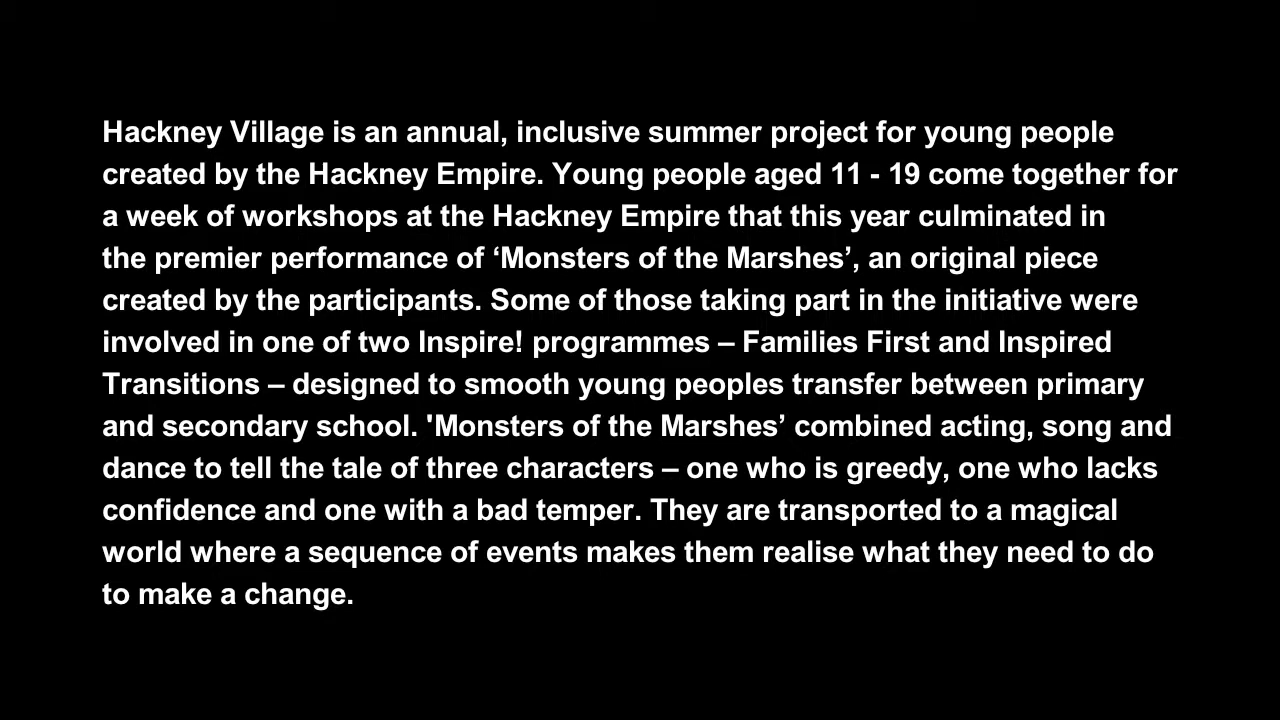 Hackney Village is an annual, inclusive summer project for young people
created by the Hackney Empire. Young people aged 11 - 19 come together for
a week of workshops at the Hackney Empire that this year culminated in
the premier performance of ‘Monsters of the Marshes’, an original piece
created by the participants. Some of those taking part in the initiative were
involved in one of two Inspire! programmes – Families First and Inspired
Transitions – designed to smooth young peoples transfer between primary
and secondary school. 'Monsters of the Marshes’ combined acting, song and
dance to tell the tale of three characters – one who is greedy, one who lacks
confidence and one with a bad temper. They are transported to a magical
world where a sequence of events makes them realise what they need to do
to make a change.